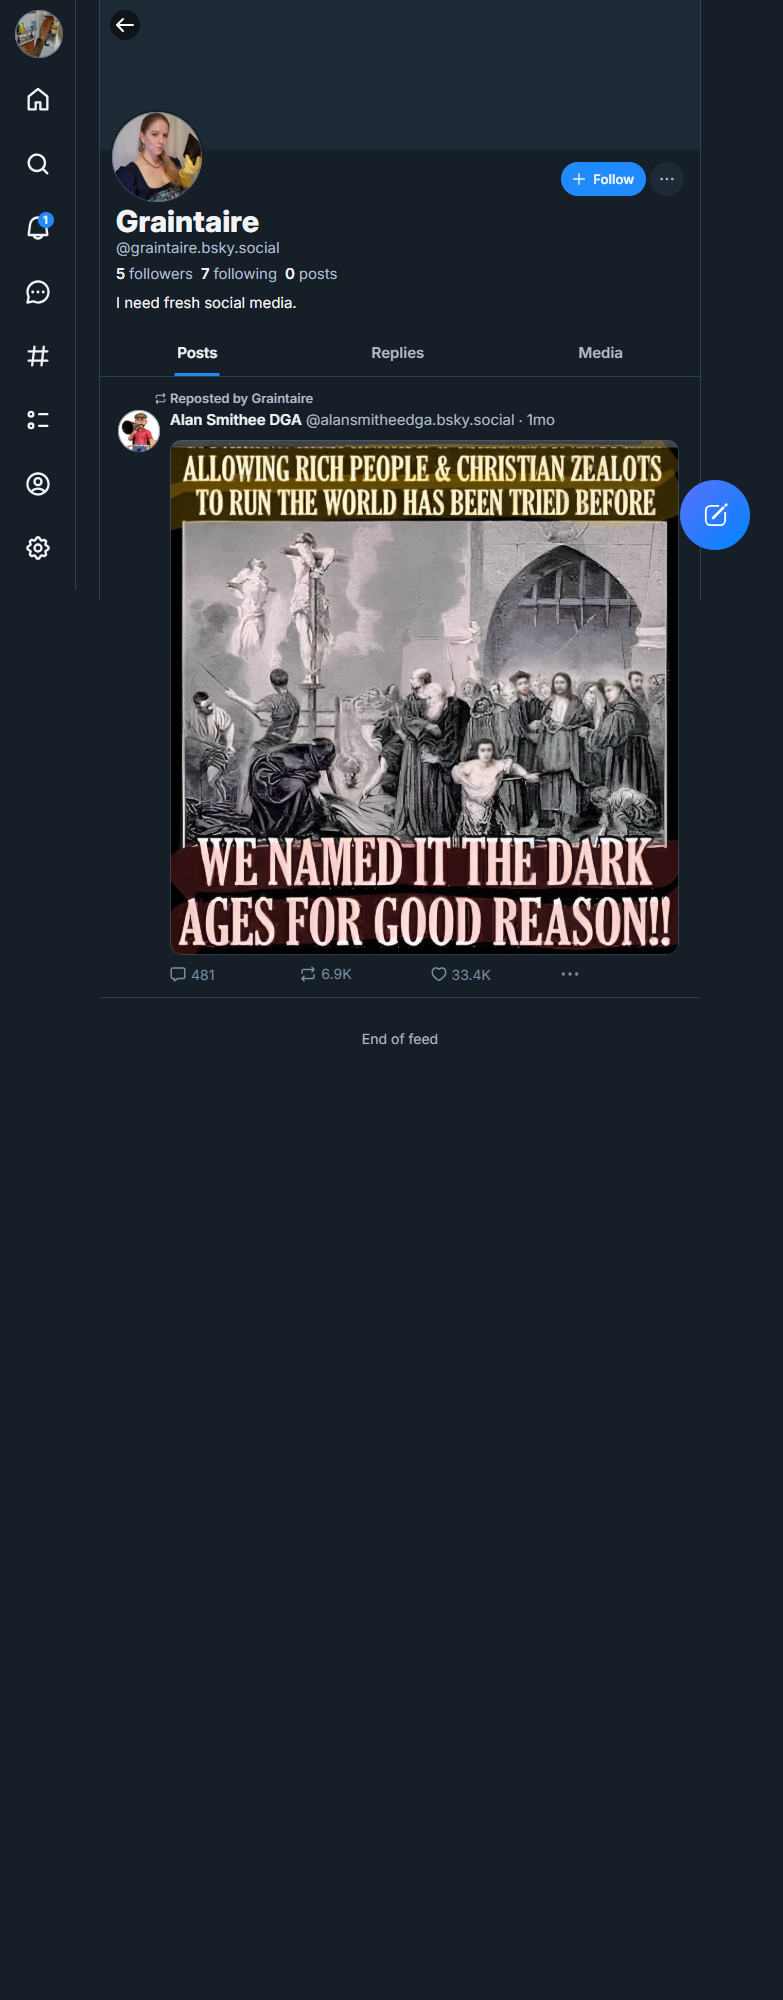 1
Follow
Graintaire
@graintaire.bsky.social
5 followers 7 following 0 posts
I need fresh social media.
Posts Replies Media
Reposted by Graintaire
Alan Smithee DGA @alansmitheedga.bsky.social · 1mo
ALLOWING RICH PEOPLE & CHRISTIAN ZEALOTS
TO RUN THE WORLD HAS BEEN TRIED BEFORE
WE NAMED IT THE DARK
AGES FOR GOOD REASON!!
481 6.9K 33.4K
End of feed